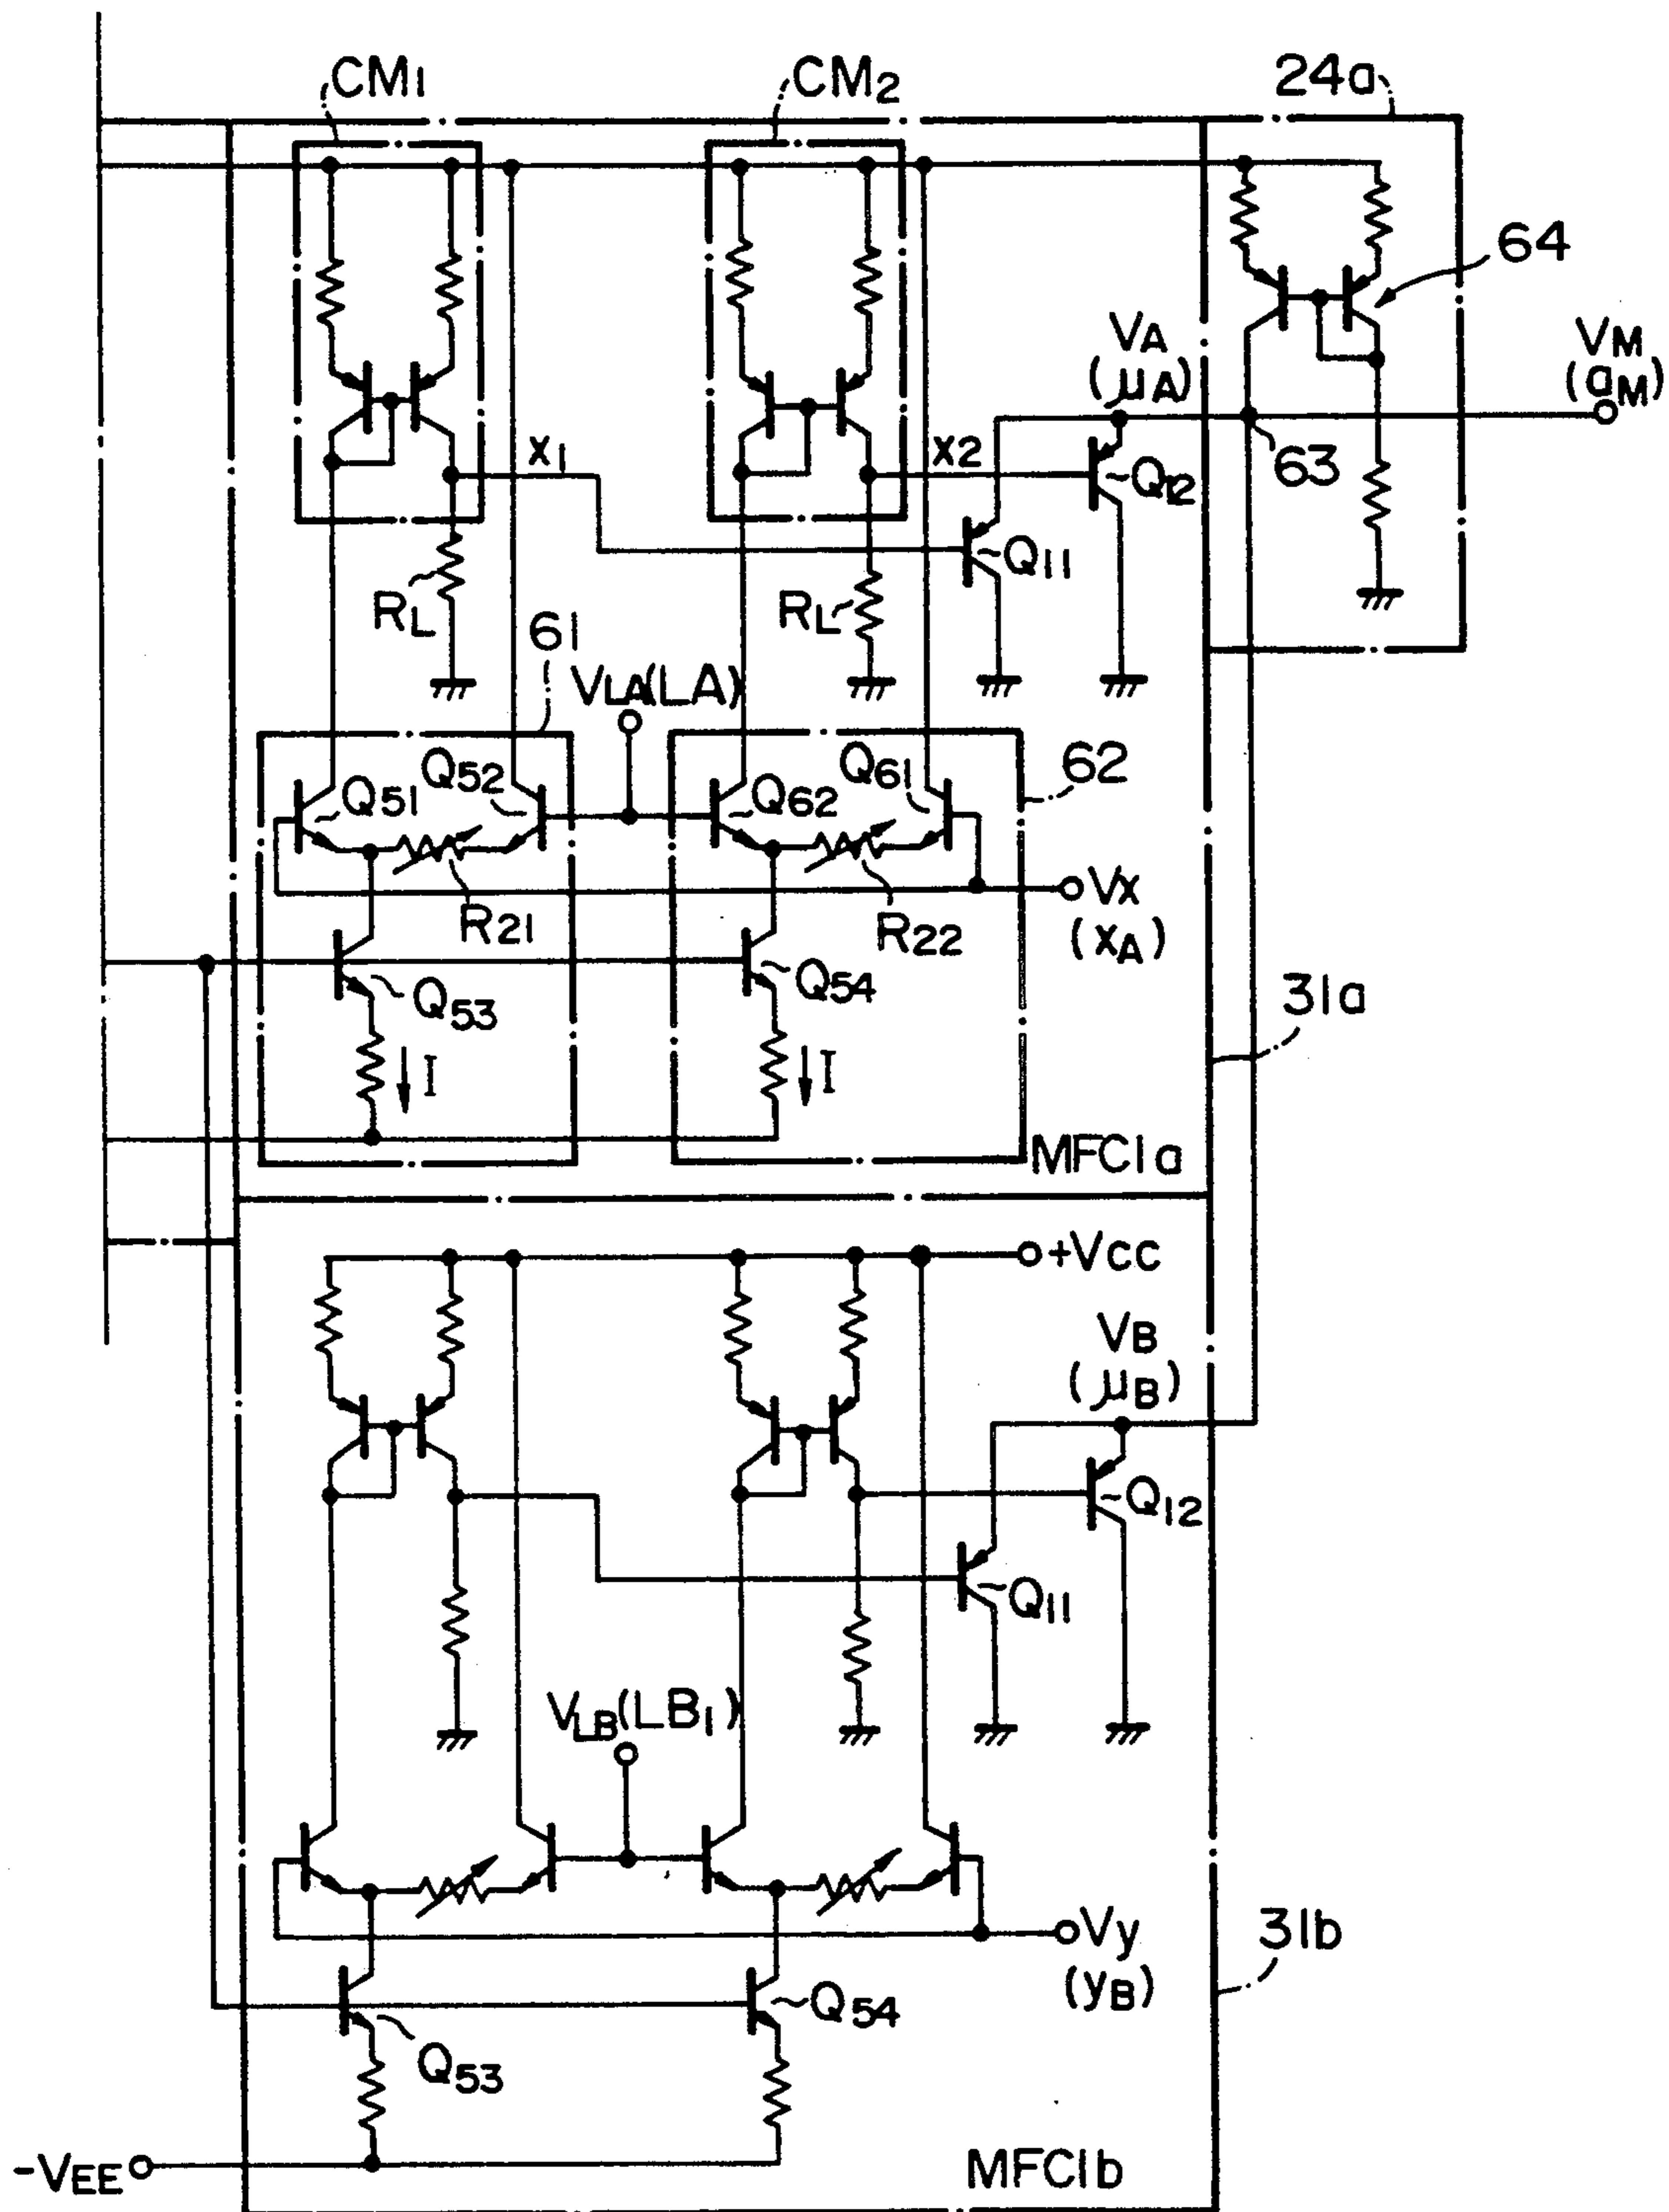 CM1
CM2
24a
64
VA
(μA)
VM
(aM)
X1
X2
Q12
63
Q11
RL
RL
61
VLA(LA)
62
Q51
Q52
Q62
Q61
R21
R22
Vx
(xA)
Q53
Q54
31a
I
I
MFC1a
+Vcc
VB
(μB)
Q12
Q11
VLB(LB1)
31b
Vy
(yB)
Q54
Q53
-VEE
MFC1b